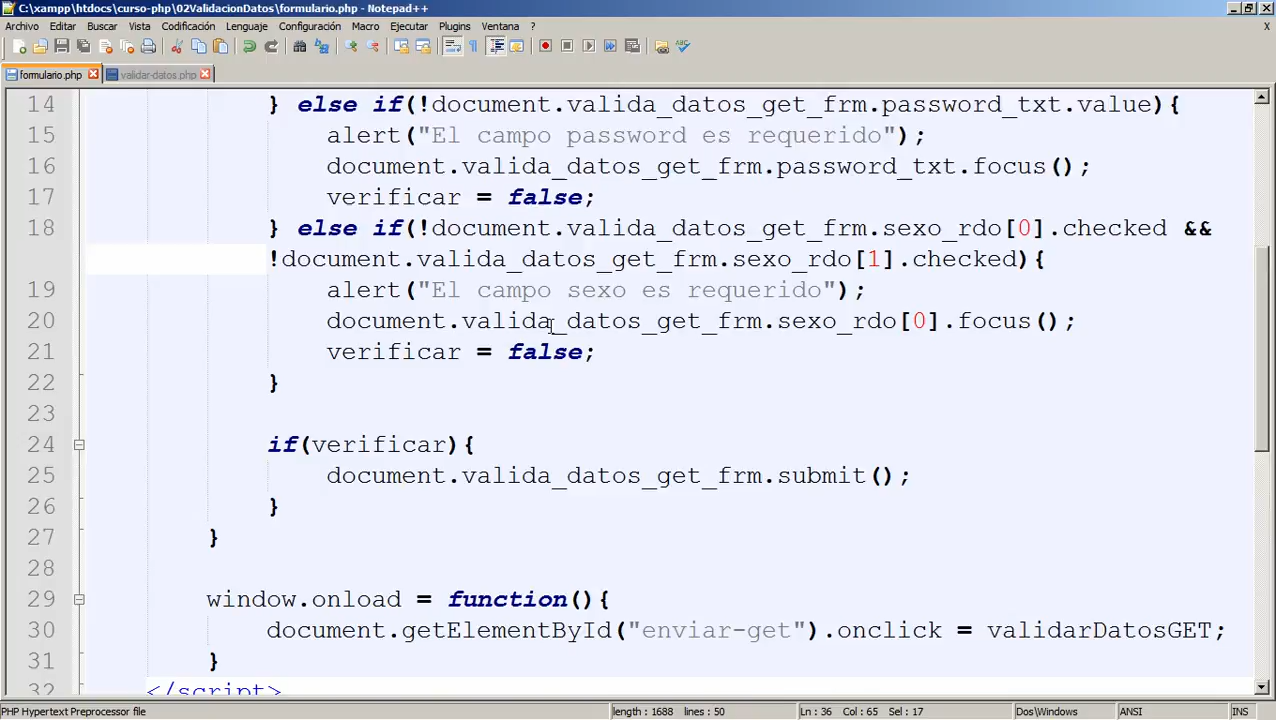 C:\xampp\htdocs\curso-php\02ValidacionDatos\formulario.php - Notepad++
Archivo Editar Buscar Vista Codificación Lenguaje Configuración Macro Ejecutar Plugins Ventana ? X
formulario.php validar-datos.php
14 } else if(!document.valida_datos_get_frm.password_txt.value){
15 alert("El campo password es requerido");
16 document.valida_datos_get_frm.password_txt.focus();
17 verificar = false;
18 } else if(!document.valida_datos_get_frm.sexo_rdo[0].checked &&
!document.valida_datos_get_frm.sexo_rdo[1].checked){
19 alert("El campo sexo es requerido");
20 document.valida_datos_get_frm.sexo_rdo[0].focus();
21 verificar = false;
22 }
23
24 if(verificar){
25 document.valida_datos_get_frm.submit();
26 }
27 }
28
29 window.onload = function(){
30 document.getElementById("enviar-get").onclick = validarDatosGET;
31 }
32 </script>
PHP Hypertext Preprocessor file length : 1688 lines : 50 Ln : 36 Col : 65 Sel : 17 Dos\Windows ANSI INS